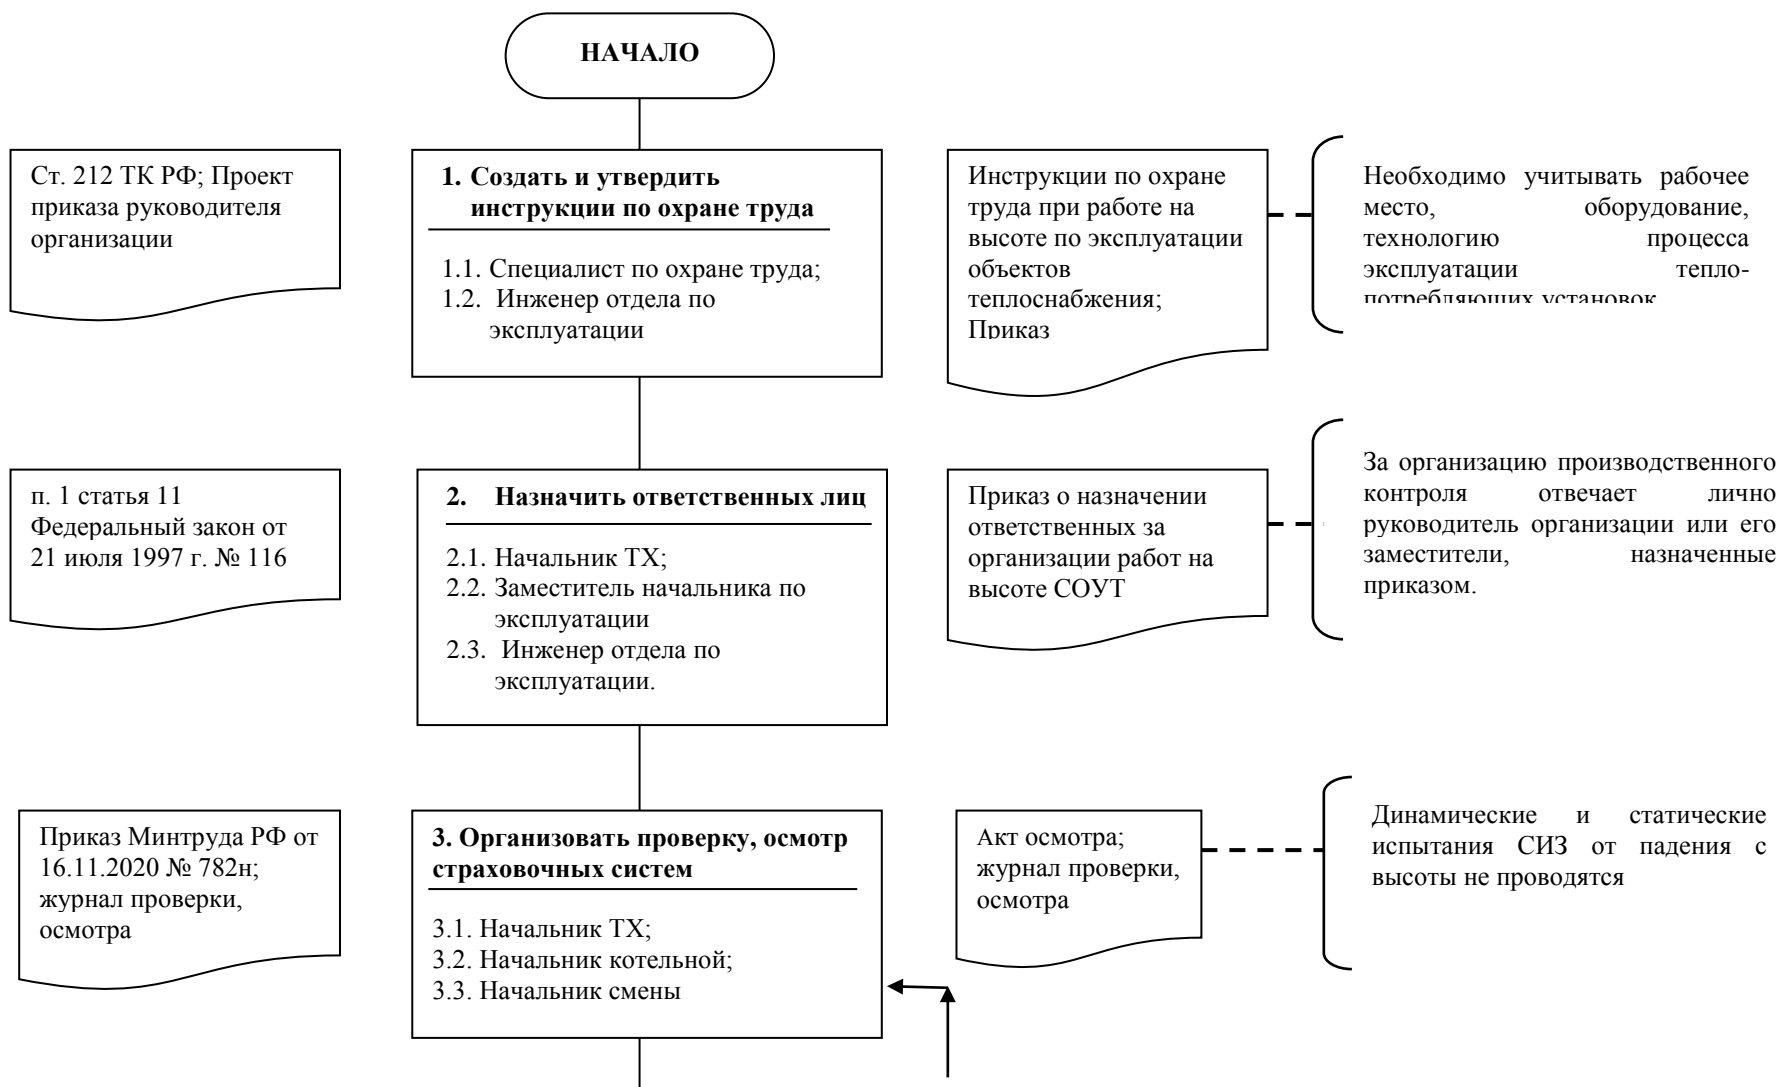 НАЧАЛО
Ст. 212 ТК РФ; Проект
приказа руководителя
организации
1. Создать и утвердить
инструкции по охране труда
1.1. Специалист по охране труда;
1.2. Инженер отдела по
эксплуатации
Инструкции по охране
труда при работе на
высоте по эксплуатации
объектов
теплоснабжения;
Приказ
Необходимо учитывать рабочее
место, оборудование,
технологию процесса
эксплуатации тепло-
потребляющих установок
п. 1 статья 11
Федеральный закон от
21 июля 1997 г. № 116
2. Назначить ответственных лиц
2.1. Начальник ТХ;
2.2. Заместитель начальника по
эксплуатации
2.3. Инженер отдела по
эксплуатации.
Приказ о назначении
ответственных за
организации работ на
высоте СОУТ
За организацию производственного
контроля отвечает лично
руководитель организации или его
заместители, назначенные
приказом.
Приказ Минтруда РФ от
16.11.2020 № 782н;
журнал проверки,
осмотра
3. Организовать проверку, осмотр
страховочных систем
3.1. Начальник ТХ;
3.2. Начальник котельной;
3.3. Начальник смены
Акт осмотра;
журнал проверки,
осмотра
Динамические и статические
испытания СИЗ от падения с
высоты не проводятся